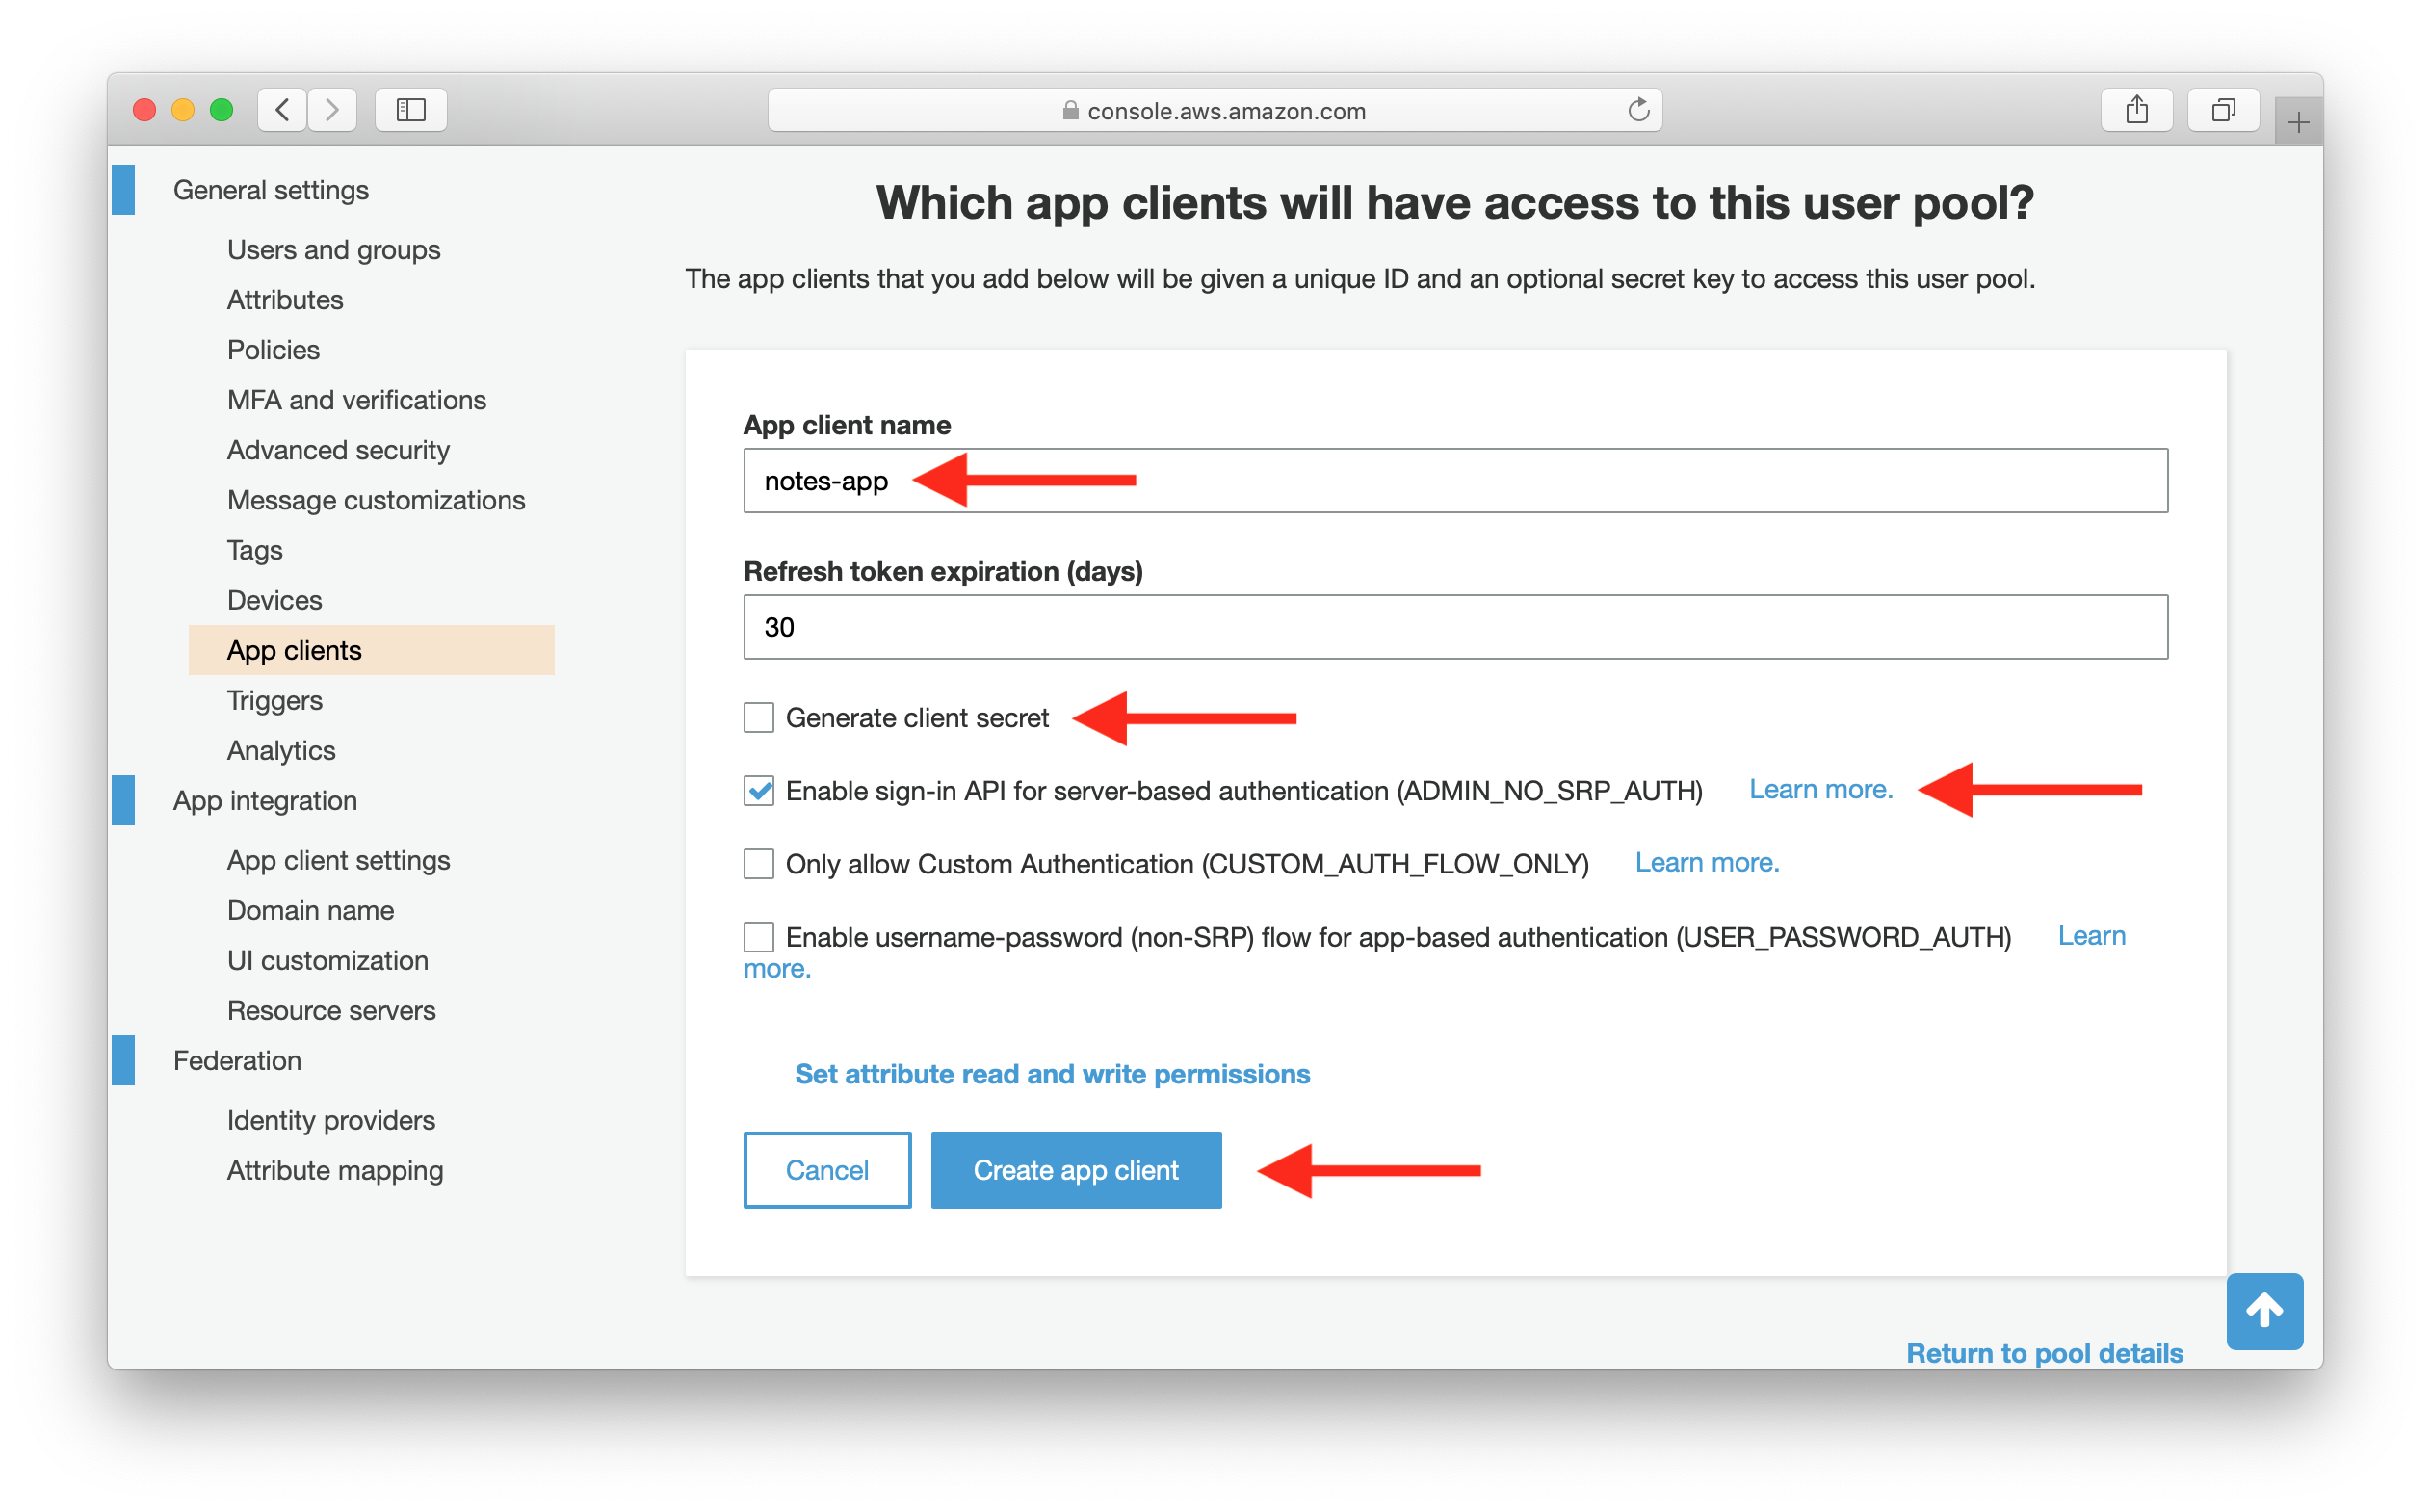 console.aws.amazon.com
General settings
Users and groups
Attributes
Policies
MFA and verifications
Advanced security
Message customizations
Tags
Devices
App clients
Triggers
Analytics
App integration
App client settings
Domain name
UI customization
Resource servers
Federation
Identity providers
Attribute mapping
Which app clients will have access to this user pool?
The app clients that you add below will be given a unique ID and an optional secret key to access this user pool.
App client name
notes-app
Refresh token expiration (days)
30
Generate client secret
Enable sign-in API for server-based authentication (ADMIN_NO_SRP_AUTH) Learn more.
Only allow Custom Authentication (CUSTOM_AUTH_FLOW_ONLY) Learn more.
Enable username-password (non-SRP) flow for app-based authentication (USER_PASSWORD_AUTH) Learn
more.
Set attribute read and write permissions
Cancel Create app client
Return to pool details